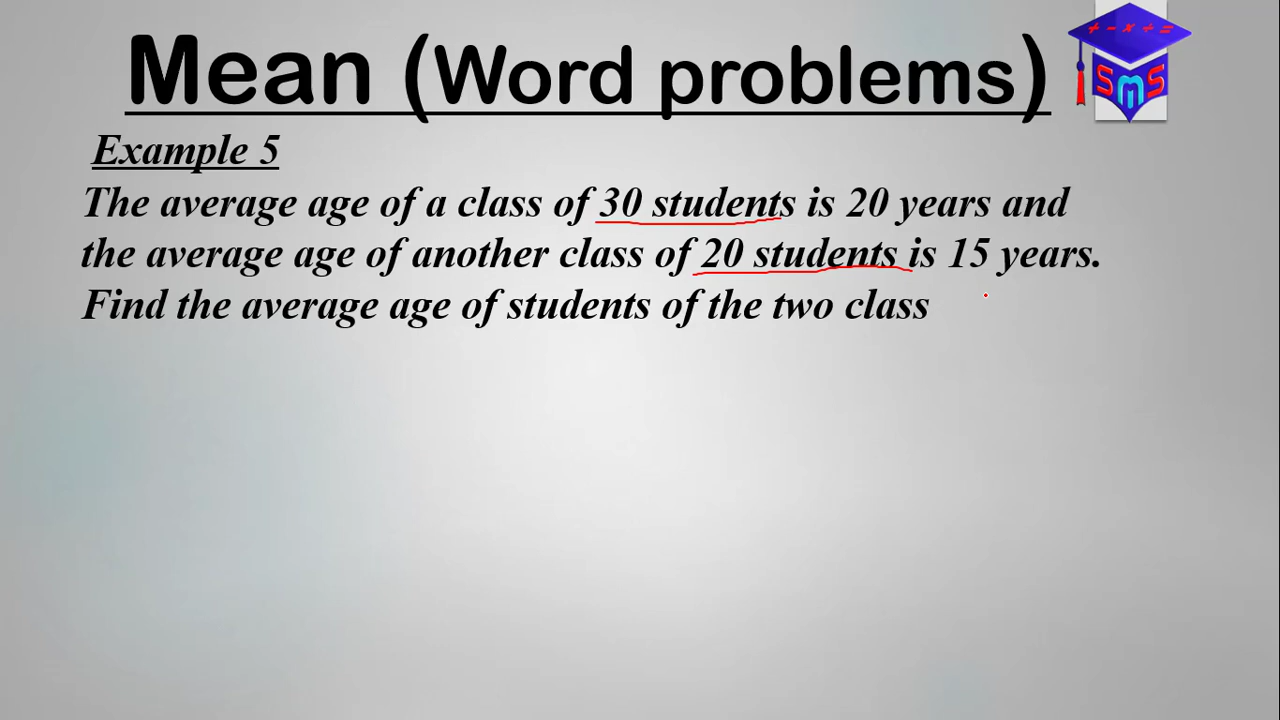 Mean (Word problems)
SMS
Example 5
The average age of a class of 30 students is 20 years and
the average age of another class of 20 students is 15 years.
Find the average age of students of the two class